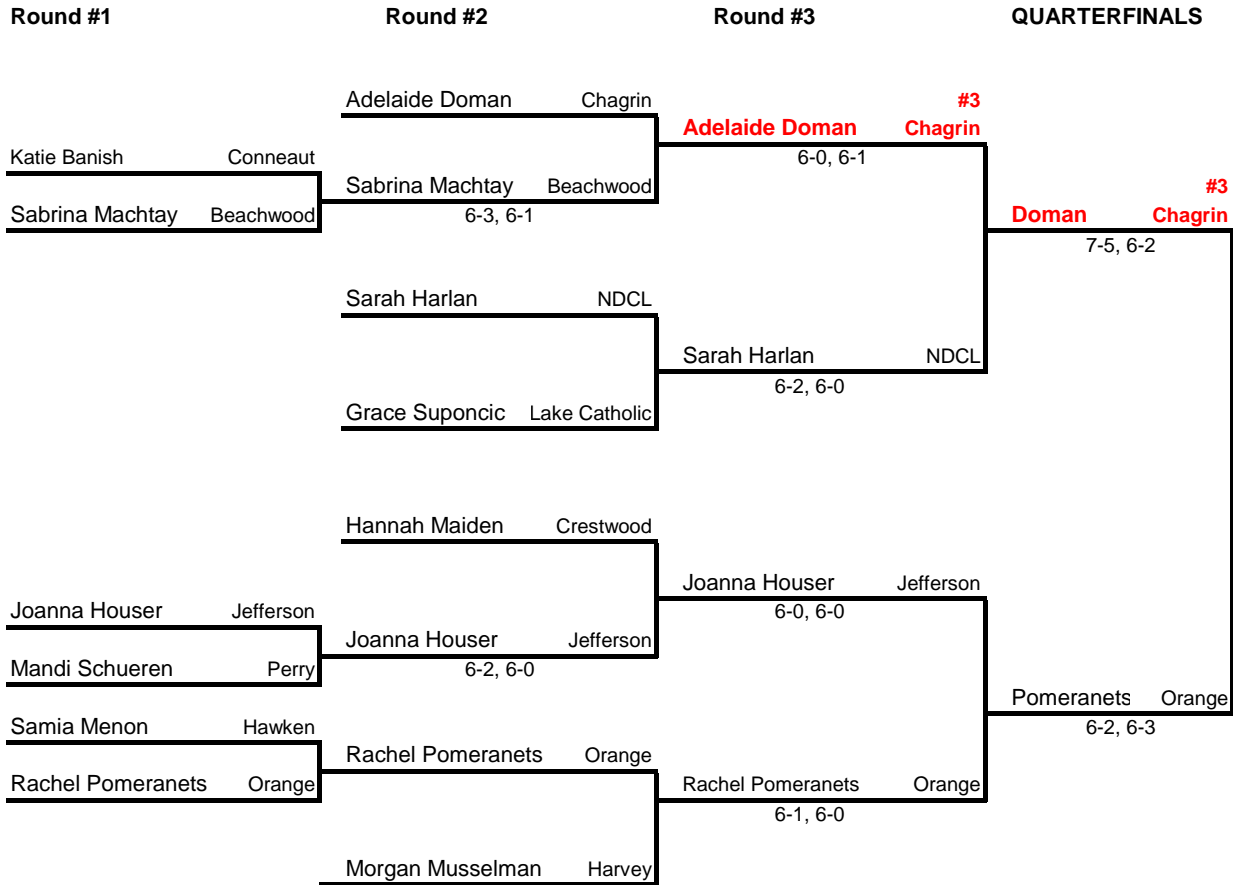 Round #1 Round #2 Round #3 QUARTERFINALS
Adelaide Doman Chagrin #3
Adelaide Doman Chagrin
Katie Banish Conneaut 6-0, 6-1
Sabrina Machtay Beachwood #3
Sabrina Machtay Beachwood 6-3, 6-1 Doman Chagrin
7-5, 6-2
Sarah Harlan NDCL
Sarah Harlan NDCL
6-2, 6-0
Grace Suponcic Lake Catholic
Hannah Maiden Crestwood
Joanna Houser Jefferson
Joanna Houser Jefferson 6-0, 6-0
Joanna Houser Jefferson
Mandi Schueren Perry 6-2, 6-0
Pomeranets Orange
Samia Menon Hawken 6-2, 6-3
Rachel Pomeranets Orange
Rachel Pomeranets Orange Rachel Pomeranets Orange
6-1, 6-0
Morgan Musselman Harvey